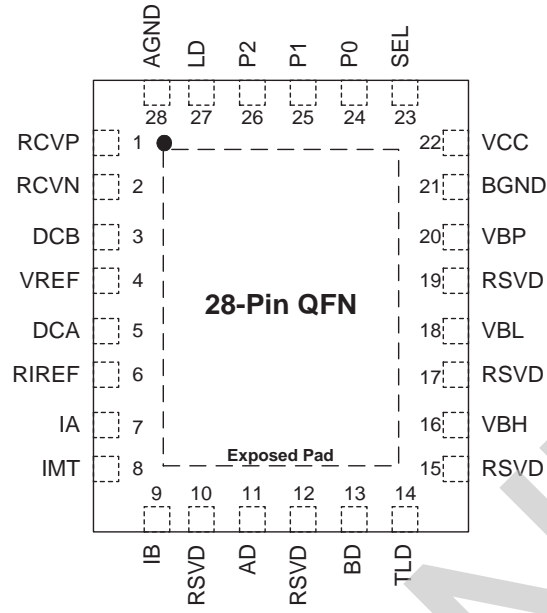 AGND LD P2 P1 P0 SEL
28 27 26 25 24 23
RCVP 1 22 VCC
RCVN 2 21 BGND
DCB 3 20 VBP
VREF 4 19 RSVD
28-Pin QFN
DCA 5 18 VBL
RIREF 6 17 RSVD
IA 7 16 VBH
Exposed Pad
IMT 8 15 RSVD
9 10 11 12 13 14
IB RSVD AD RSVD BD TLD